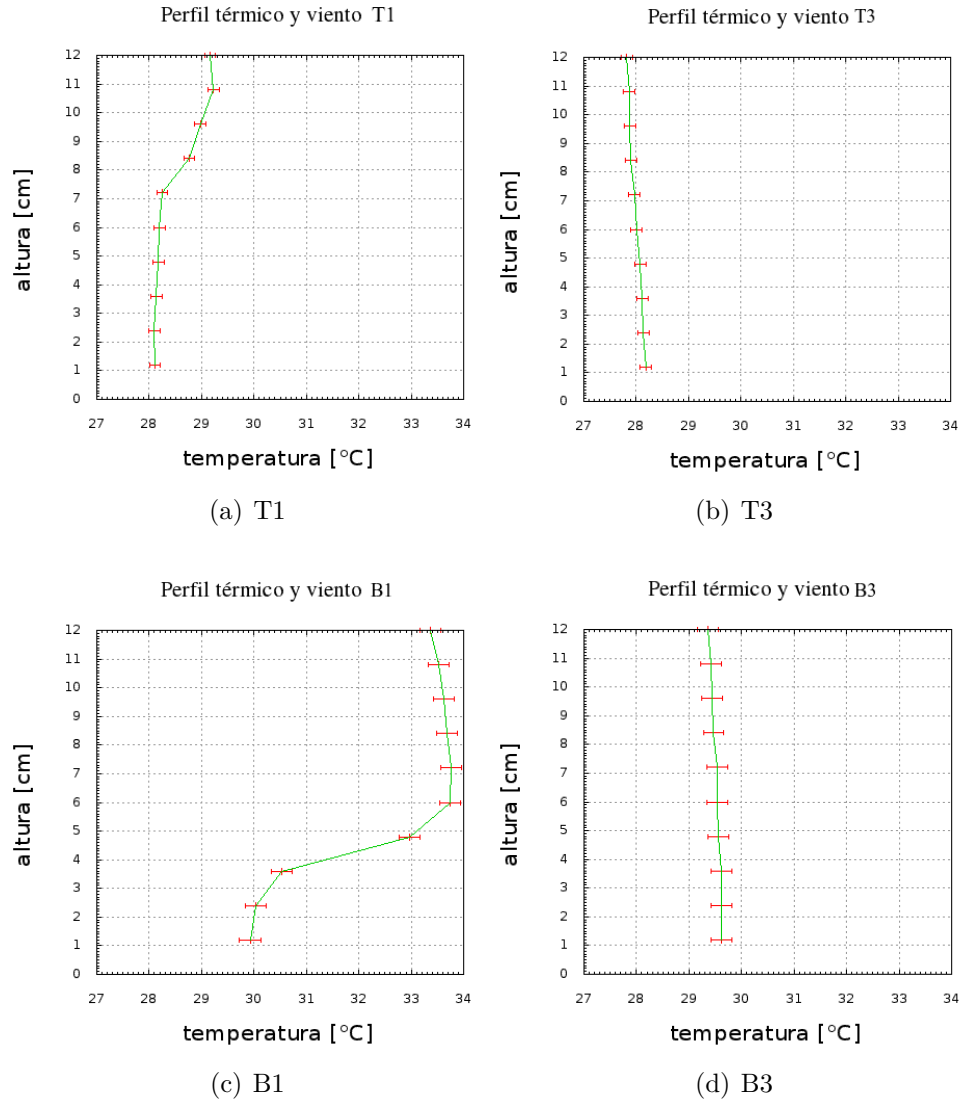 Perfil térmico y viento T1
12
11
10
9
8
7
6
5
4
3
2
1
0
altura [cm]
27 28 29 30 31 32 33 34
temperatura [°C]
(a) T1
Perfil térmico y viento T3
12
11
10
9
8
7
6
5
4
3
2
1
0
altura [cm]
27 28 29 30 31 32 33 34
temperatura [°C]
(b) T3
Perfil térmico y viento B1
12
11
10
9
8
7
6
5
4
3
2
1
0
altura [cm]
27 28 29 30 31 32 33 34
temperatura [°C]
(c) B1
Perfil térmico y viento B3
12
11
10
9
8
7
6
5
4
3
2
1
0
altura [cm]
27 28 29 30 31 32 33 34
temperatura [°C]
(d) B3